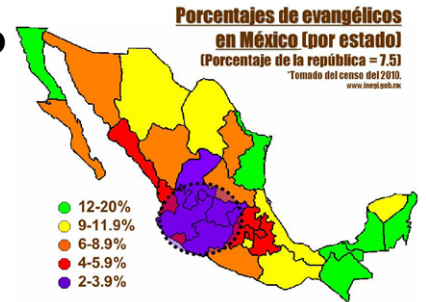 Porcentajes de evangélicos
en México (por estado)
(Porcentaje de la república = 7.5)
*Tomado del censo del 2010.
www.inegi.gob.mx
12-20%
9-11.9%
6-8.9%
4-5.9%
2-3.9%